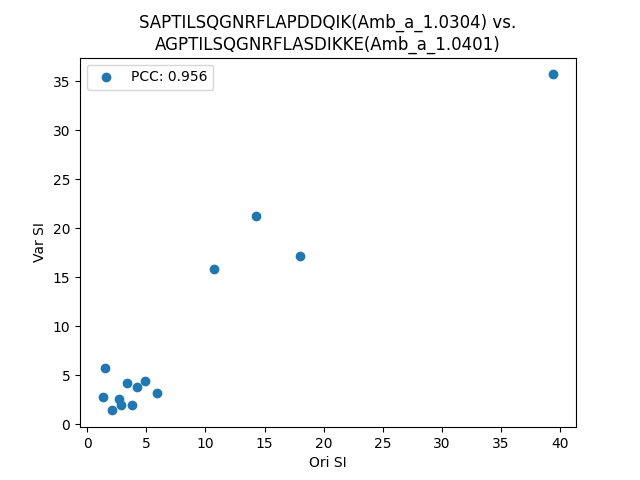 SAPTILSQGNRFLAPDDQIK(Amb_a_1.0304) vs.
AGPTILSQGNRFLASDIKKE(Amb_a_1.0401)
PCC: 0.956
35
30
25
20
15
10
5
0
Var SI
0 5 10 15 20 25 30 35 40
Ori SI